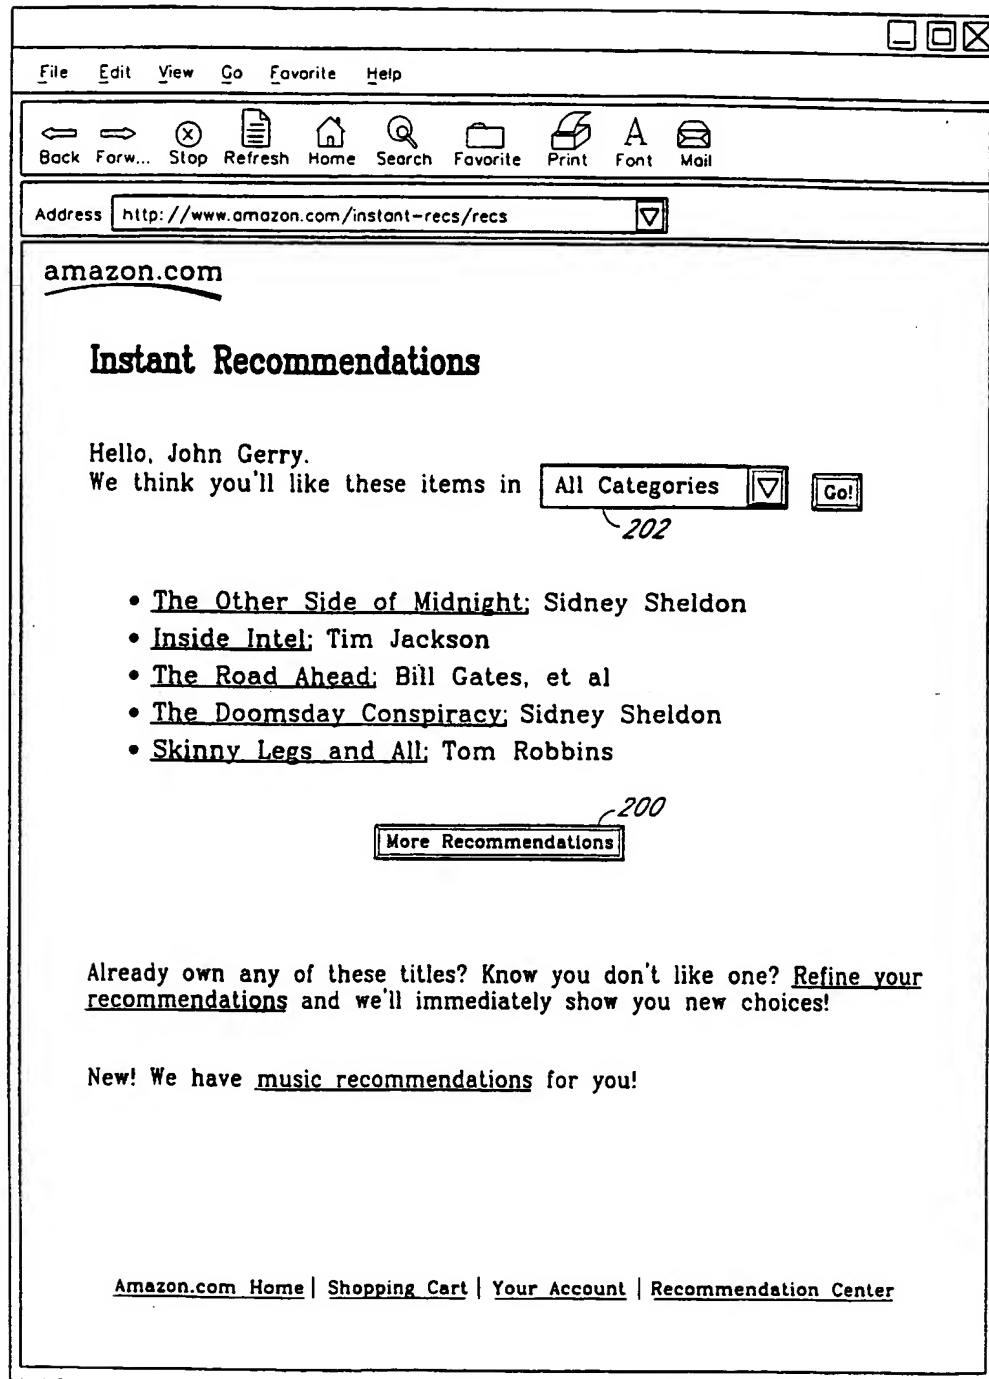 File Edit View Go Favorite Help
Back Forw... Stop Refresh Home Search Favorite Print Font Mail
Address http://www.amazon.com/instant-recs/recs
amazon.com
Instant Recommendations
Hello, John Gerry.
We think you'll like these items in All Categories Go!
202
• The Other Side of Midnight; Sidney Sheldon
• Inside Intel; Tim Jackson
• The Road Ahead; Bill Gates, et al
• The Doomsday Conspiracy; Sidney Sheldon
• Skinny Legs and All; Tom Robbins
200
More Recommendations
Already own any of these titles? Know you don't like one? Refine your
recommendations and we'll immediately show you new choices!
New! We have music recommendations for you!
Amazon.com Home | Shopping Cart | Your Account | Recommendation Center